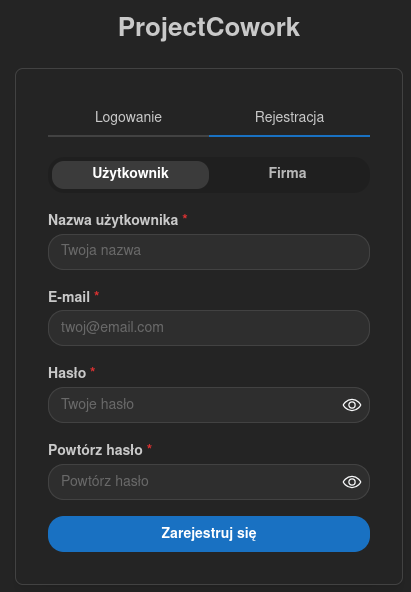 ProjectCowork
Logowanie Rejestracja
Użytkownik Firma
Nazwa użytkownika *
Twoja nazwa
E-mail *
twoj@email.com
Hasło *
Twoje hasło
Powtórz hasło *
Powtórz hasło
Zarejestruj się